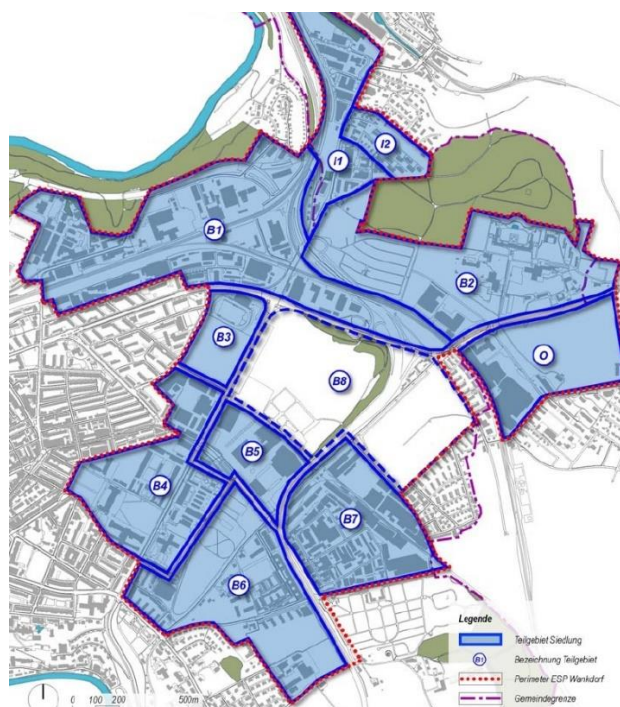 I1
I2
B1
B2
B3
B8
O
B5
B4
B7
B6
Legende
Teilgebiet Siedlung
B1 Bezeichnung Teilgebiet
Perimeter ESP Wankdorf
Gemeindegrenze
0 100 200 500m